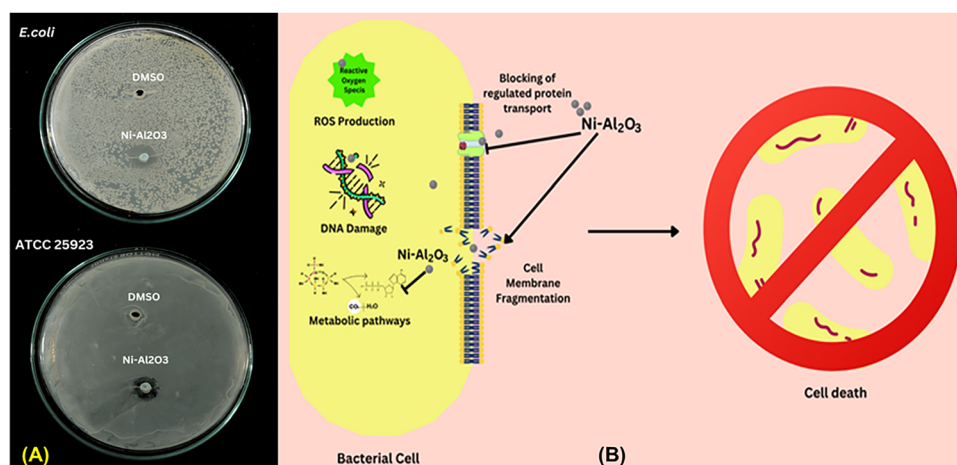 E.coli
DMSO
Ni-Al2O3
ATCC 25923
DMSO
Ni-Al2O3
(A)
Reactive
Oxygen
Specis
ROS Production
DNA Damage
Ni-Al₂O₃
Metabolic pathways
Bacterial Cell
Blocking of
regulated protein
transport
Ni-Al₂O₃
Cell
Membrane
Fragmentation
(B)
Cell death